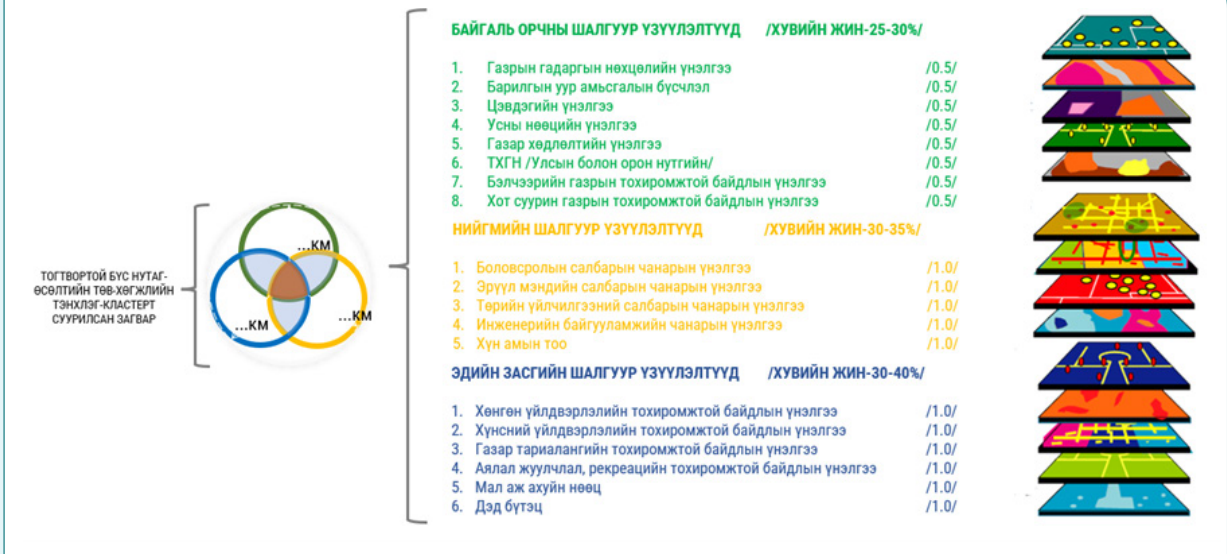 ТОГТВОРТОЙ БҮС НУТАГ-
ӨСӨЛТИЙН ТӨВ-ХӨГЖЛИЙН
ТЭНХЛЭГ-КЛАСТЕРТ
СУУРИЛСАН ЗАГВАР
...КМ
...КМ
...КМ
БАЙГАЛЬ ОРЧНЫ ШАЛГУУР ҮЗҮҮЛЭЛТҮҮД /ХУВИЙН ЖИН-25-30%/
1. Газрын гадаргын нөхцөлийн үнэлгээ /0.5/
2. Барилгын уур амьсгалын бүсчлэл /0.5/
3. Цэвдэгийн үнэлгээ /0.5/
4. Усны нөөцийн үнэлгээ /0.5/
5. Газар хөдлөлтийн үнэлгээ /0.5/
6. ТХГН /Улсын болон орон нутгийн/ /0.5/
7. Бэлчээрийн газрын тохиромжтой байдлын үнэлгээ /0.5/
8. Хот суурин газрын тохиромжтой байдлын үнэлгээ /0.5/
НИЙГМИЙН ШАЛГУУР ҮЗҮҮЛЭЛТҮҮД /ХУВИЙН ЖИН-30-35%/
1. Боловсролын салбарын чанарын үнэлгээ /1.0/
2. Эрүүл мэндийн салбарын чанарын үнэлгээ /1.0/
3. Төрийн үйлчилгээний салбарын чанарын үнэлгээ /1.0/
4. Инженерийн байгууламжийн чанарын үнэлгээ /1.0/
5. Хүн амын тоо /1.0/
ЭДИЙН ЗАСГИЙН ШАЛГУУР ҮЗҮҮЛЭЛТҮҮД /ХУВИЙН ЖИН-30-40%/
1. Хөнгөн үйлдвэрлэлийн тохиромжтой байдлын үнэлгээ /1.0/
2. Хүнсний үйлдвэрлэлийн тохиромжтой байдлын үнэлгээ /1.0/
3. Газар тариалангийн тохиромжтой байдлын үнэлгээ /1.0/
4. Аялал жуулчлал, рекреацийн тохиромжтой байдлын үнэлгээ /1.0/
5. Мал аж ахуйн нөөц /1.0/
6. Дэд бүтэц /1.0/